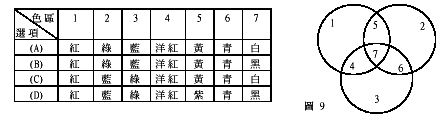 色區 1 2 3 4 5 6 7
選項
(A) 紅 綠 藍 洋紅 黃 青 白
(B) 紅 綠 藍 洋紅 黃 青 黑
(C) 紅 藍 綠 洋紅 黃 青 白
(D) 紅 藍 綠 洋紅 紫 青 黑
1 5 2
7
4 6
3
圖 9